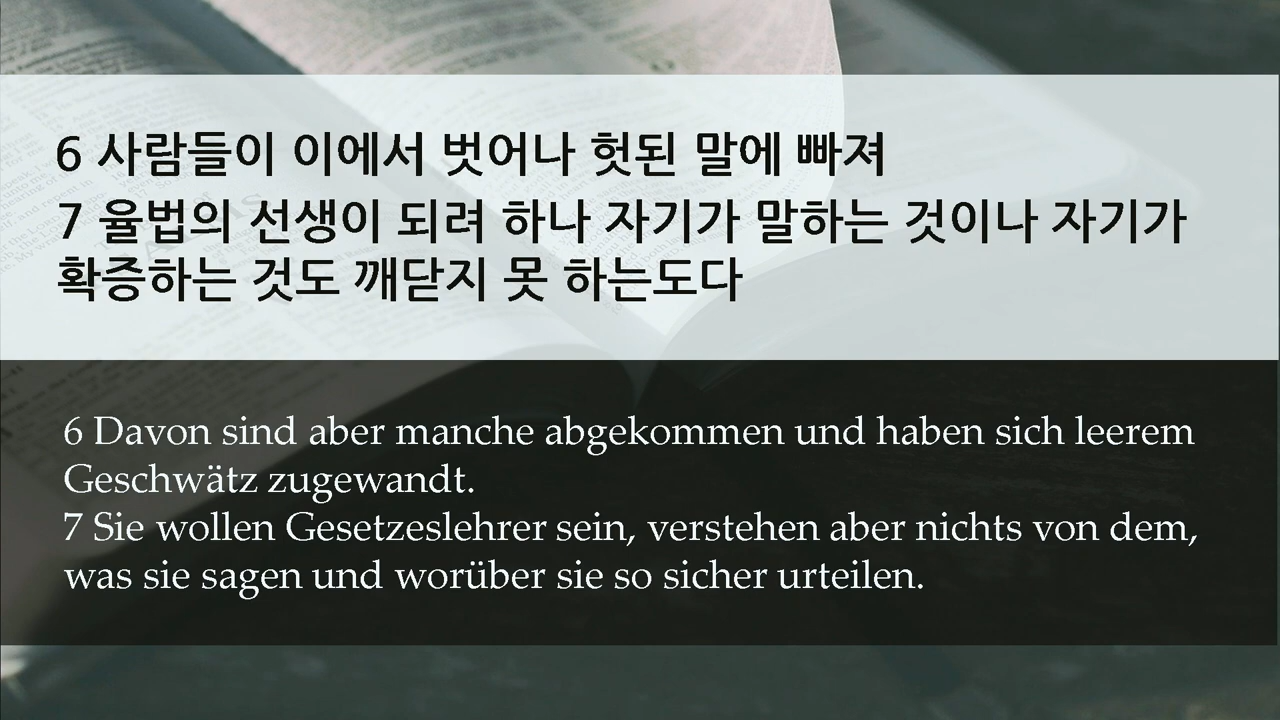 6 사람들이 이에서 벗어나 헛된 말에 빠져
7 율법의 선생이 되려 하나 자기가 말하는 것이나 자기가
확증하는 것도 깨닫지 못 하는도다
6 Davon sind aber manche abgekommen und haben sich leerem
Geschwätz zugewandt.
7 Sie wollen Gesetzeslehrer sein, verstehen aber nichts von dem,
was sie sagen und worüber sie so sicher urteilen.